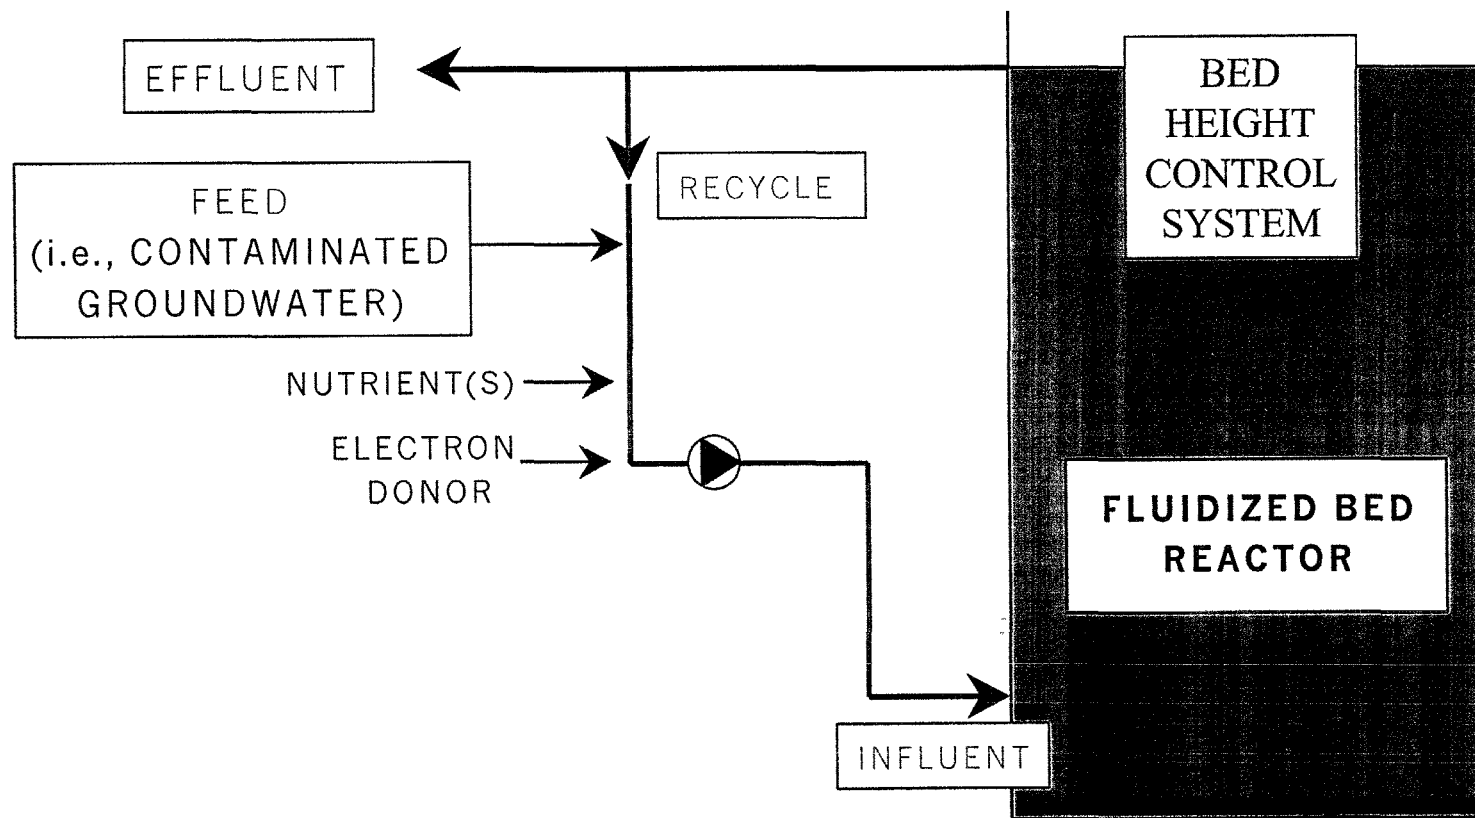 EFFLUENT
BED
HEIGHT
CONTROL
SYSTEM
RECYCLE
FEED
(i.e., CONTAMINATED
GROUNDWATER)
NUTRIENT(S)
ELECTRON
DONOR
FLUIDIZED BED
REACTOR
INFLUENT